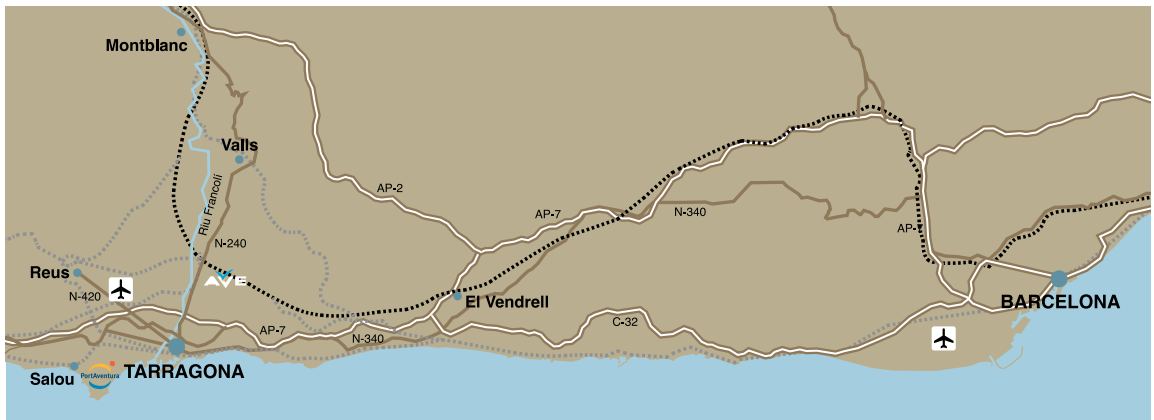 Montblanc
Valls
AP-2
Riu Francolí
AP-7
N-340
N-240
AP-7
Reus
AVE
N-420
El Vendrell
BARCELONA
C-32
AP-7
N-340
Salou
PortAventura
TARRAGONA